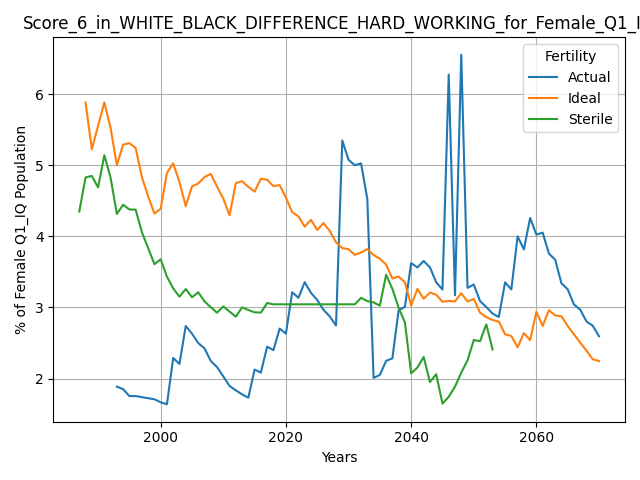 Score_6_in_WHITE_BLACK_DIFFERENCE_HARD_WORKING_for_Female_Q1_I
Fertility
Actual
Ideal
Sterile
% of Female Q1_IQ Population
6
5
4
3
2
2000
2020
2040
2060
Years